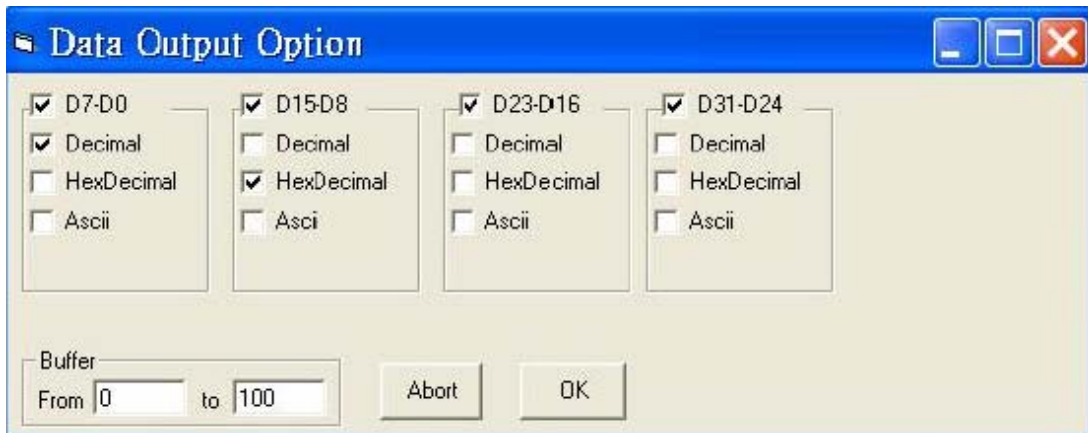 Data Output Option
D7-D0
Decimal
HexDecimal
Ascii
D15-D8
Decimal
HexDecimal
Asci
D23-D16
Decimal
HexDecimal
Ascii
D31-D24
Decimal
HexDecimal
Ascii
Buffer
From 0 to 100
Abort
OK